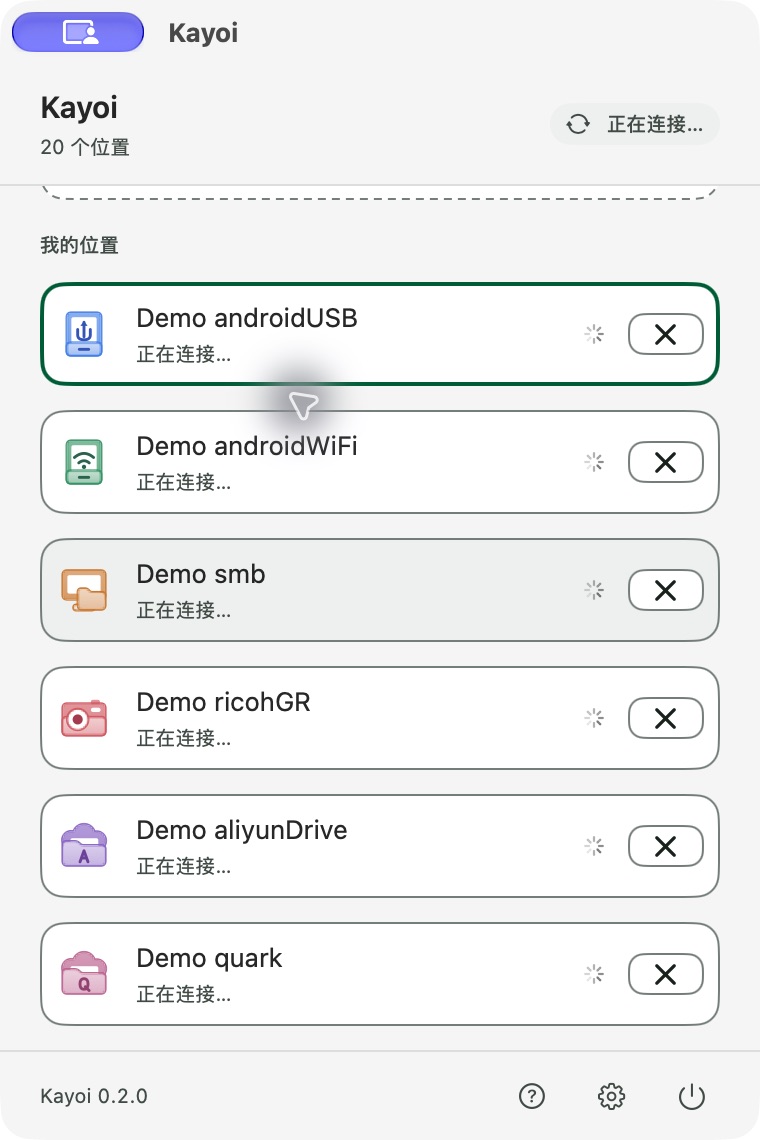 Kayoi
Kayoi
20 个位置
正在连接...
我的位置
Demo androidUSB
正在连接...
Demo androidWiFi
正在连接...
Demo smb
正在连接...
Demo ricohGR
正在连接...
Demo aliyunDrive
正在连接...
A
Demo quark
正在连接...
Q
Kayoi 0.2.0
?